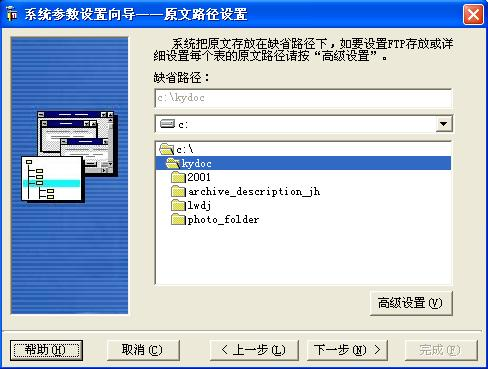 系统参数设置向导——原文路径设置
系统把原文存放在缺省路径下，如要设置FTP存放或详
细设置每个表的原文路径请按“高级设置”。
缺省路径：
c:\kydoc
c:
c:\
kydoc
2001
archive_description_jh
lwdj
photo_folder
高级设置(V)
帮助(H)
取消(C)
< 上一步(L)
下一步(N) >
完成(F)